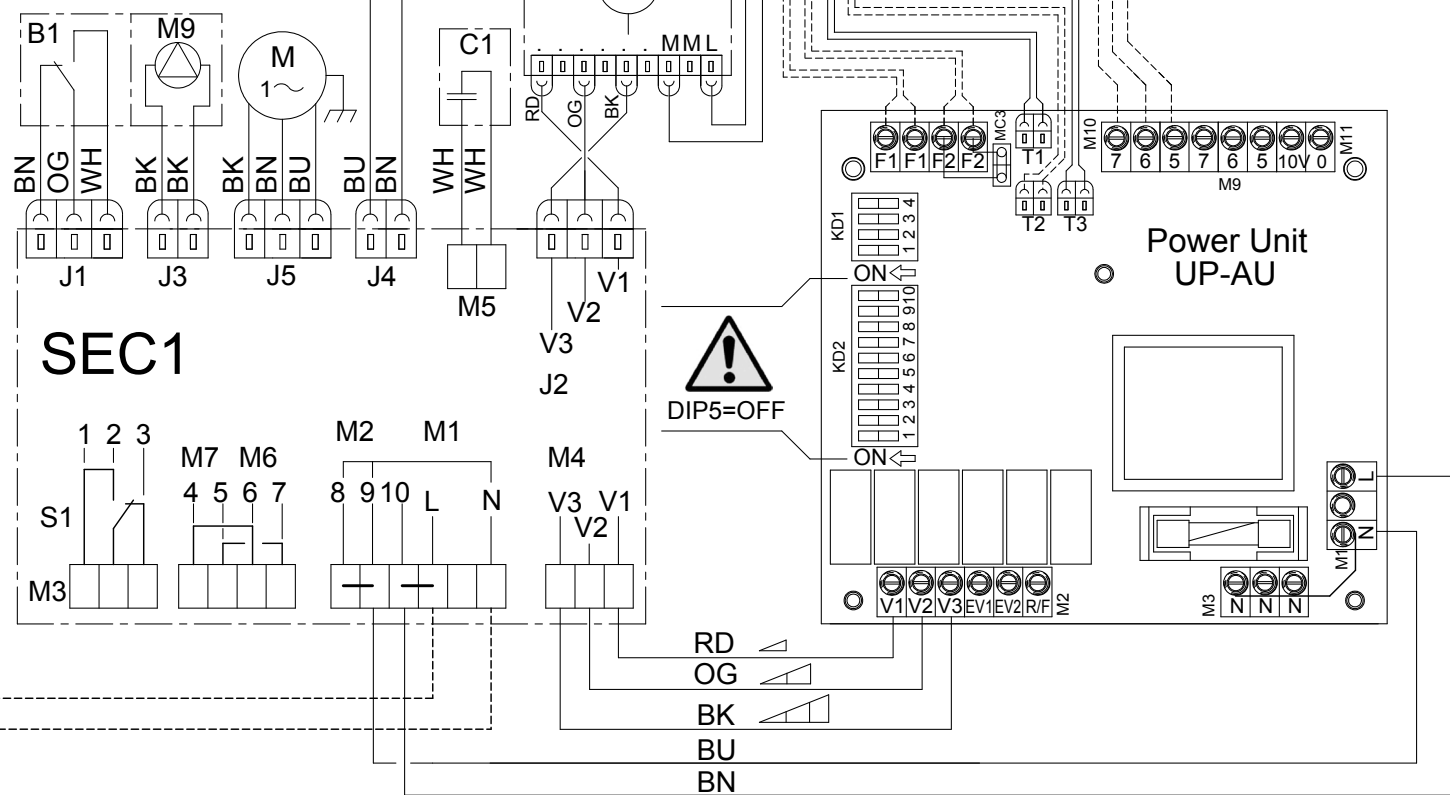 B1
M9
M
1~
C1
. . . . . M M L
RD
OG
BK
BN
OG
WH
BK
BK
BK
BN
BU
BU
BN
WH
WH
J1
J3
J5
J4
M5
V1
V2
V3
J2
SEC1
1 2 3
S1
M3
M7 M6
4 5 6 7
M2 M1
8 9 10 L N
M4
V3 V2 V1
DIP5=OFF
F1 F1 F2 F2
MC3
T1
T2 T3
M10
7 6 5 7 6 5 10V 0
M11
M9
KD1
1 2 3 4
ON
KD2
1 2 3 4 5 6 7 8 9 10
ON
Power Unit
UP-AU
L
N
M1
V1 V2 V3 EV1 EV2 R/F
M2
M3
N N N
RD
OG
BK
BU
BN